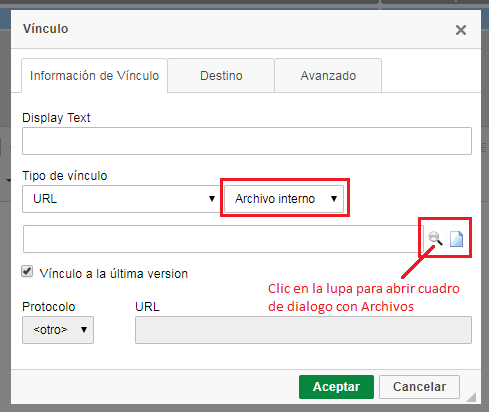 Vínculo
Información de Vínculo Destino Avanzado
Display Text
Tipo de vínculo
URL Archivo interno
Vínculo a la última version
Clic en la lupa para abrir cuadro
de dialogo con Archivos
Protocolo URL
<otro>
Aceptar Cancelar